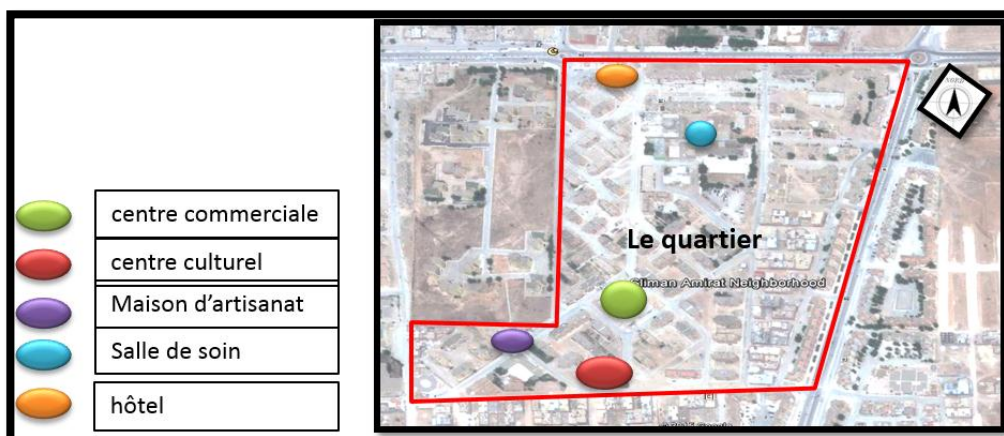 centre commerciale
centre culturel
Maison d’artisanat
Salle de soin
hôtel
Le quartier
Sliman Amirat Neighborhood